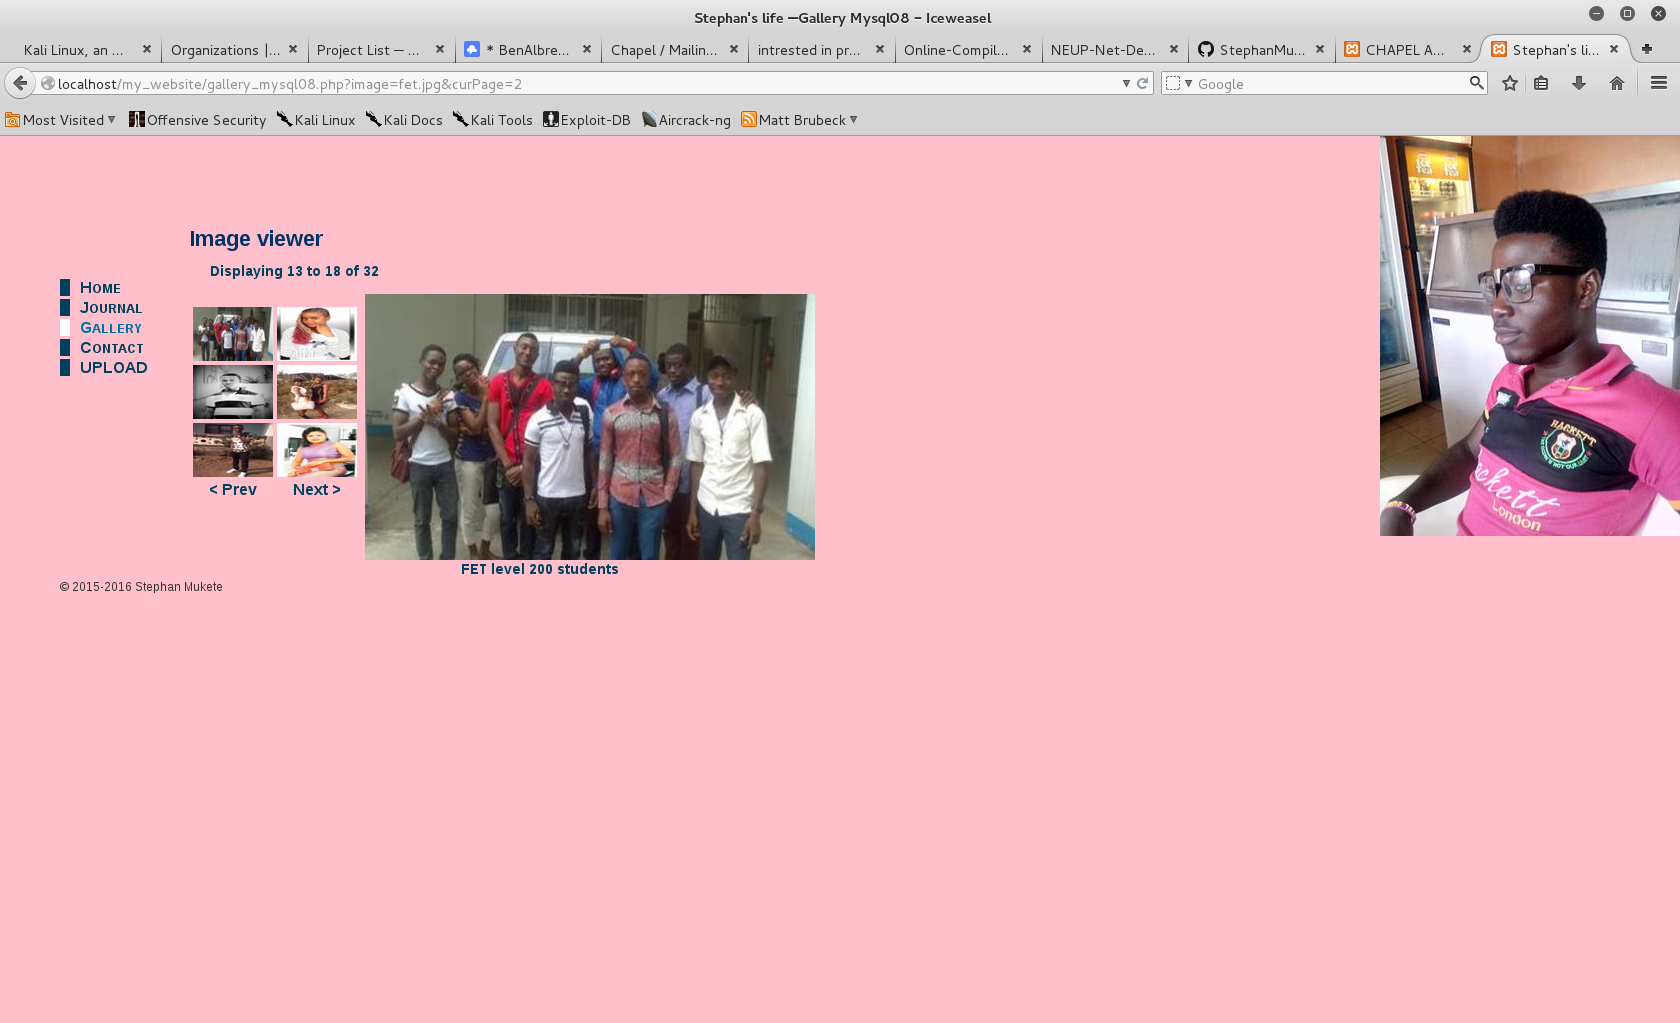 Stephan's life —Gallery Mysql08 – Iceweasel
Kali Linux, an ...
Organizations |...
Project List — ...
* BenAlbre...
Chapel / Mailin...
intrested in pr...
Online-Compil...
NEUP-Net-De...
StephanMu...
CHAPEL A...
Stephan's li...
localhost/my_website/gallery_mysql08.php?image=fet.jpg&curPage=2
Google
Most Visited
Offensive Security
Kali Linux
Kali Docs
Kali Tools
Exploit-DB
Aircrack-ng
Matt Brubeck
Image viewer
Displaying 13 to 18 of 32
Home
Journal
Gallery
Contact
UPLOAD
< Prev
Next >
FET level 200 students
© 2015-2016 Stephan Mukete
HACKETT
London